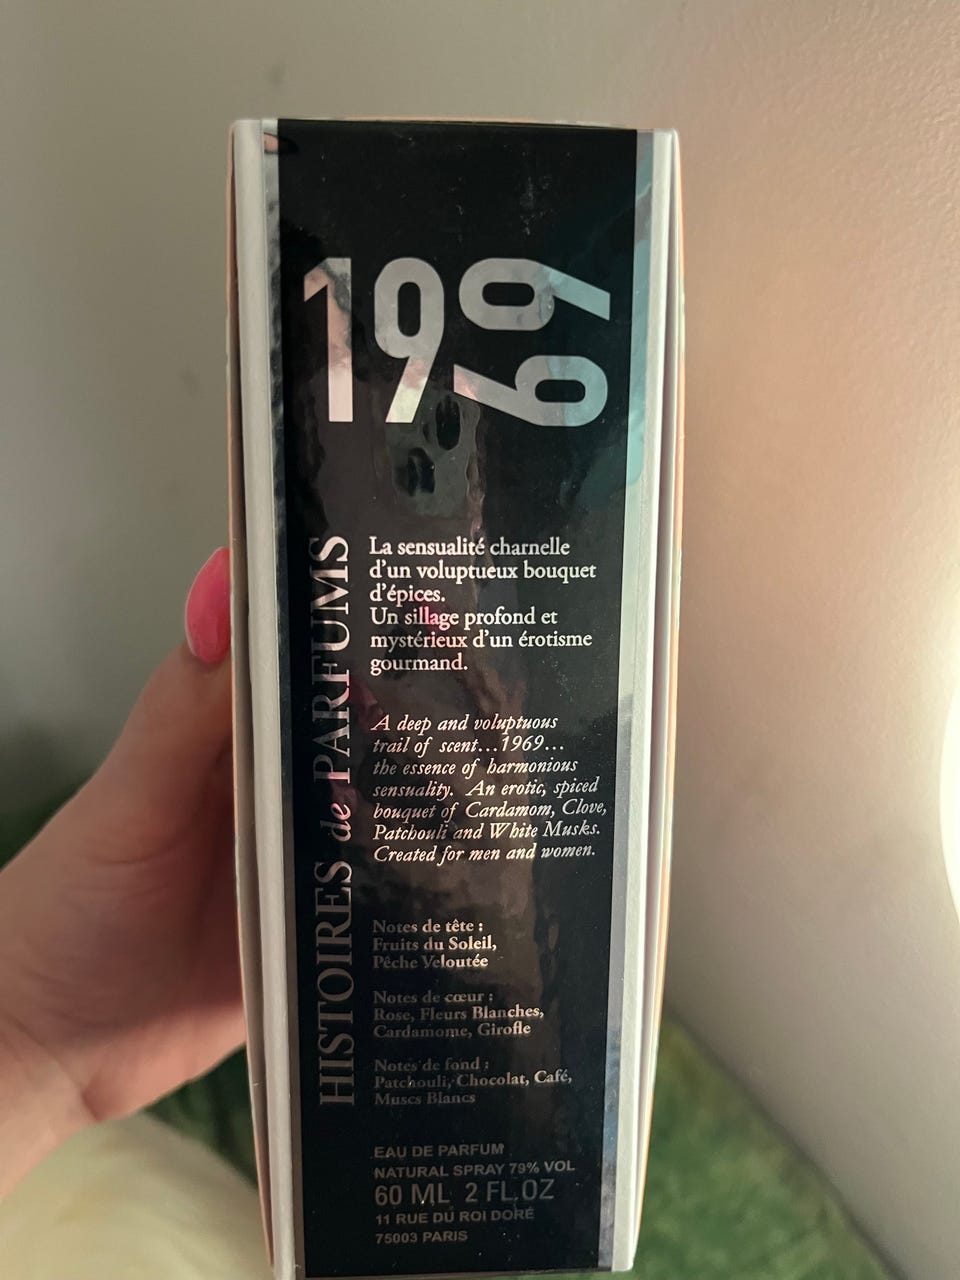 1969
HISTOIRES de PARFUMS
La sensualité charnelle
d'un voluptueux bouquet
d'épices.
Un sillage profond et
mystérieux d'un érotisme
gourmand.
A deep and voluptuous
trail of scent...1969...
the essence of harmonious
sensuality. An erotic, spiced
bouquet of Cardamom, Clove,
Patchouli and White Musks.
Created for men and women.
Notes de tête :
Fruits du Soleil,
Pêche Veloutée
Notes de cœur :
Rose, Fleurs Blanches,
Cardamome, Girofle
Notes de fond :
Patchouli, Chocolat, Café,
Muscs Blancs
EAU DE PARFUM
NATURAL SPRAY 79% VOL
60 ML 2 FL.OZ
11 RUE DU ROI DORÉ
75003 PARIS